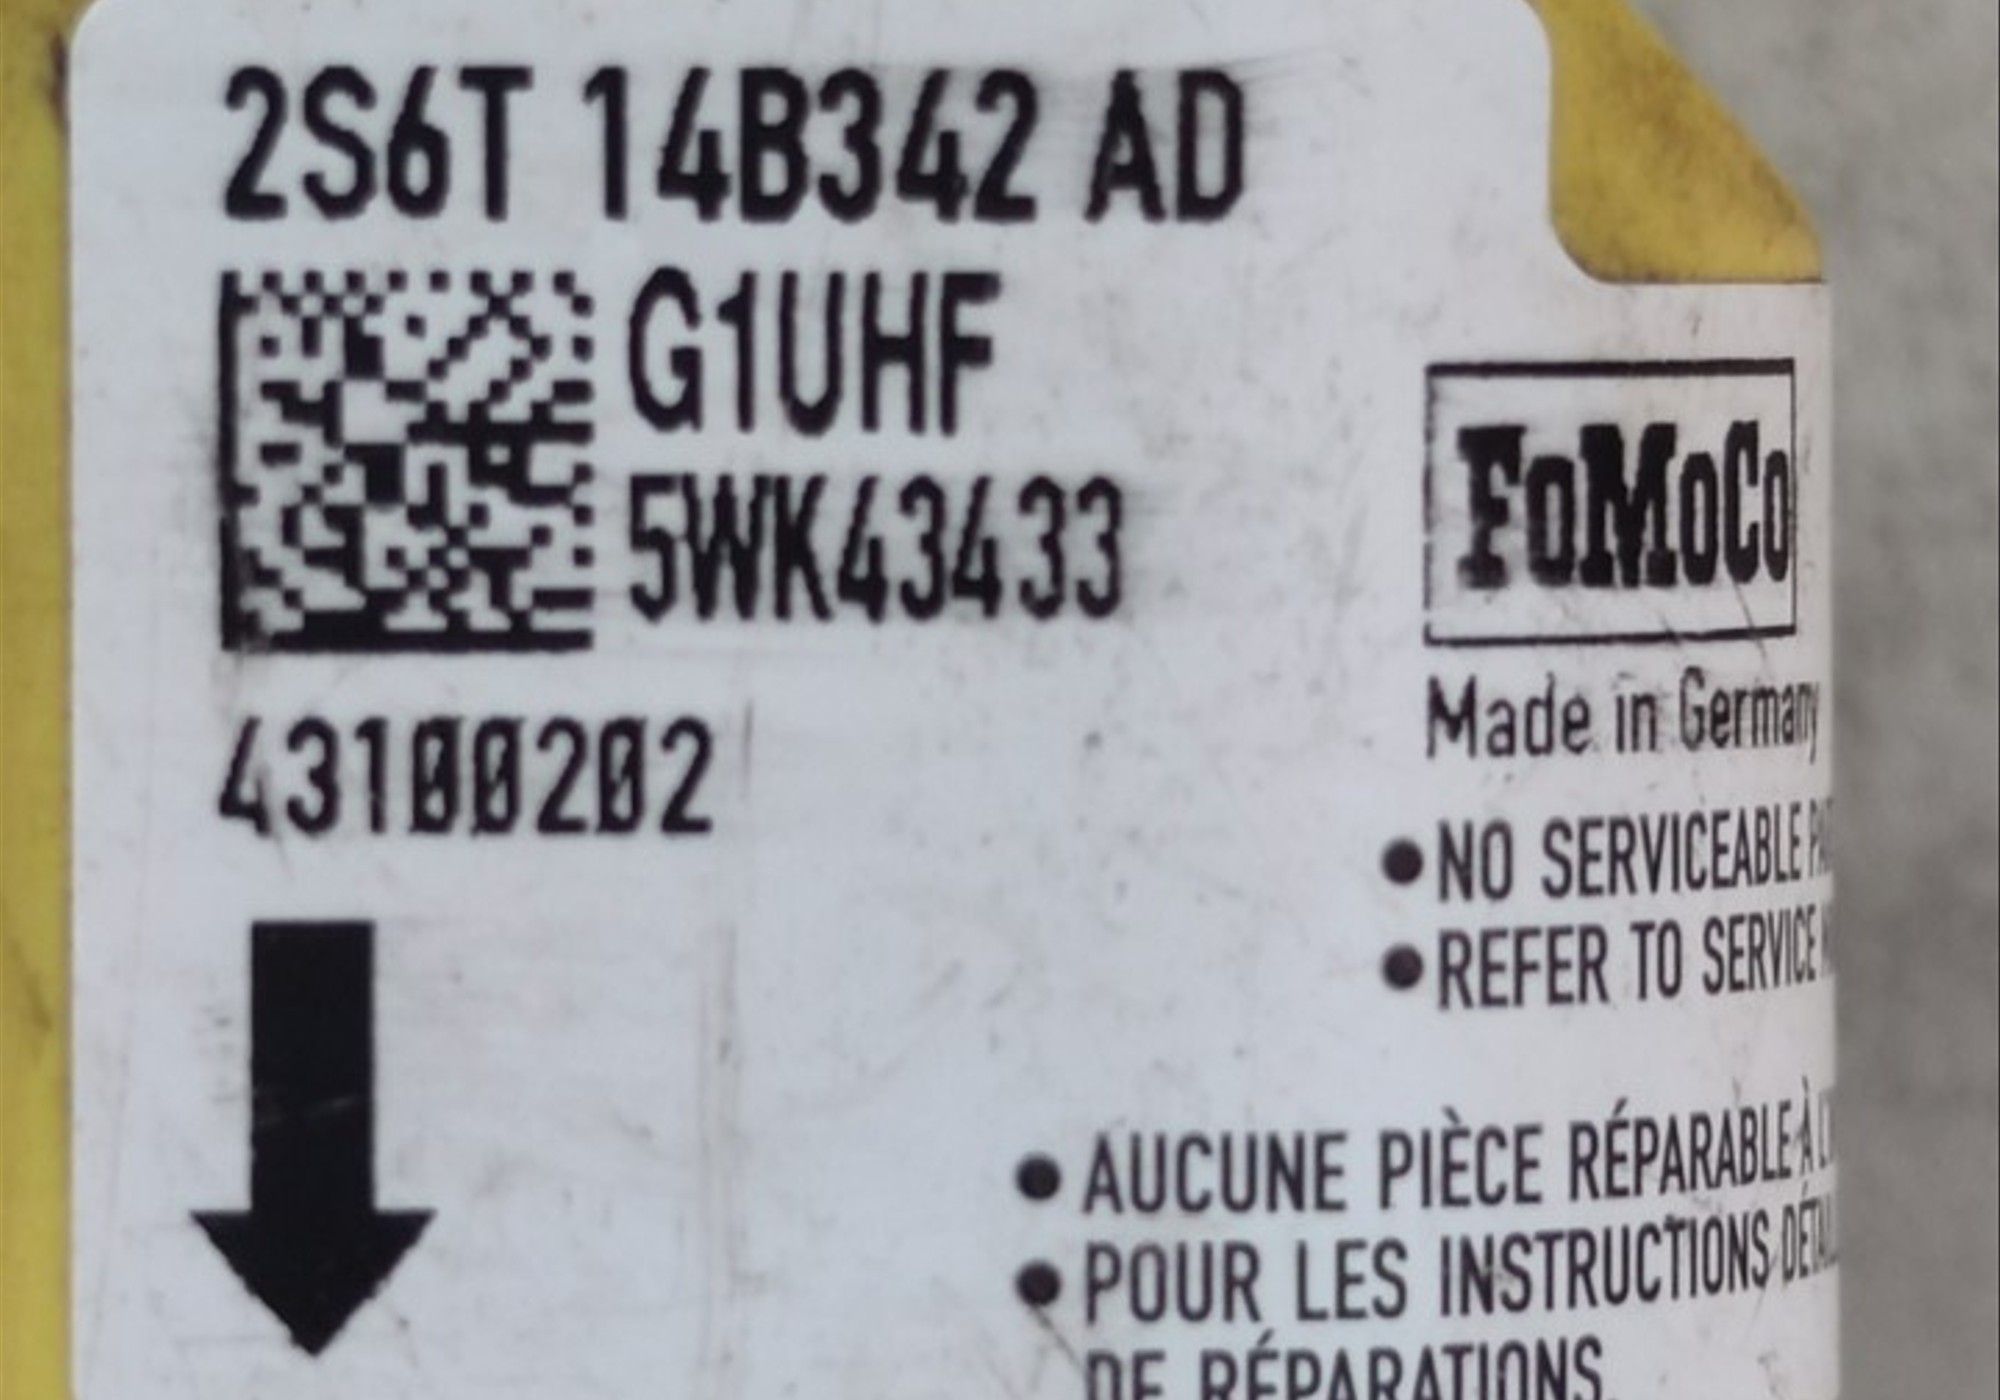 2S6T 14B342 AD
G1UHF
5WK43433
43100202
FoMoCo
Made in Germany
• NO SERVICEABLE
• REFER TO SERVICE
• AUCUNE PIÈCE RÉPARABLE À
• POUR LES INSTRUCTIONS
DE RÉPARATIONS.